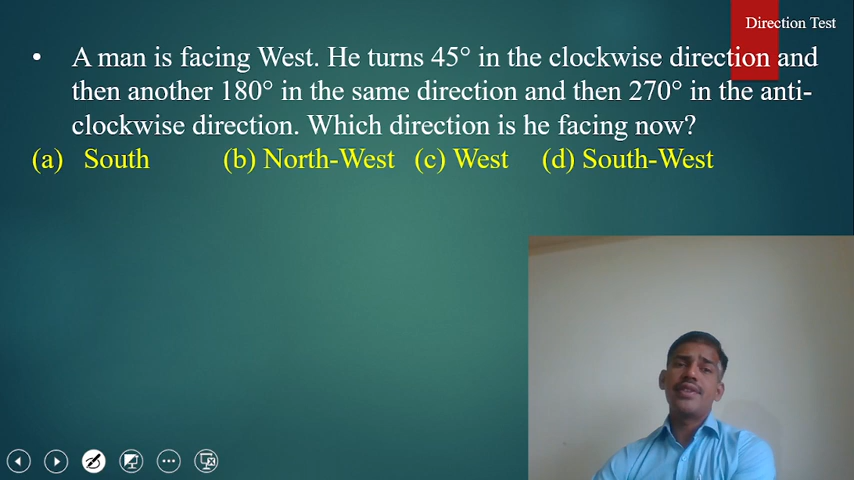 Direction Test
• A man is facing West. He turns 45° in the clockwise direction and
then another 180° in the same direction and then 270° in the anti-
clockwise direction. Which direction is he facing now?
(a) South (b) North-West (c) West (d) South-West